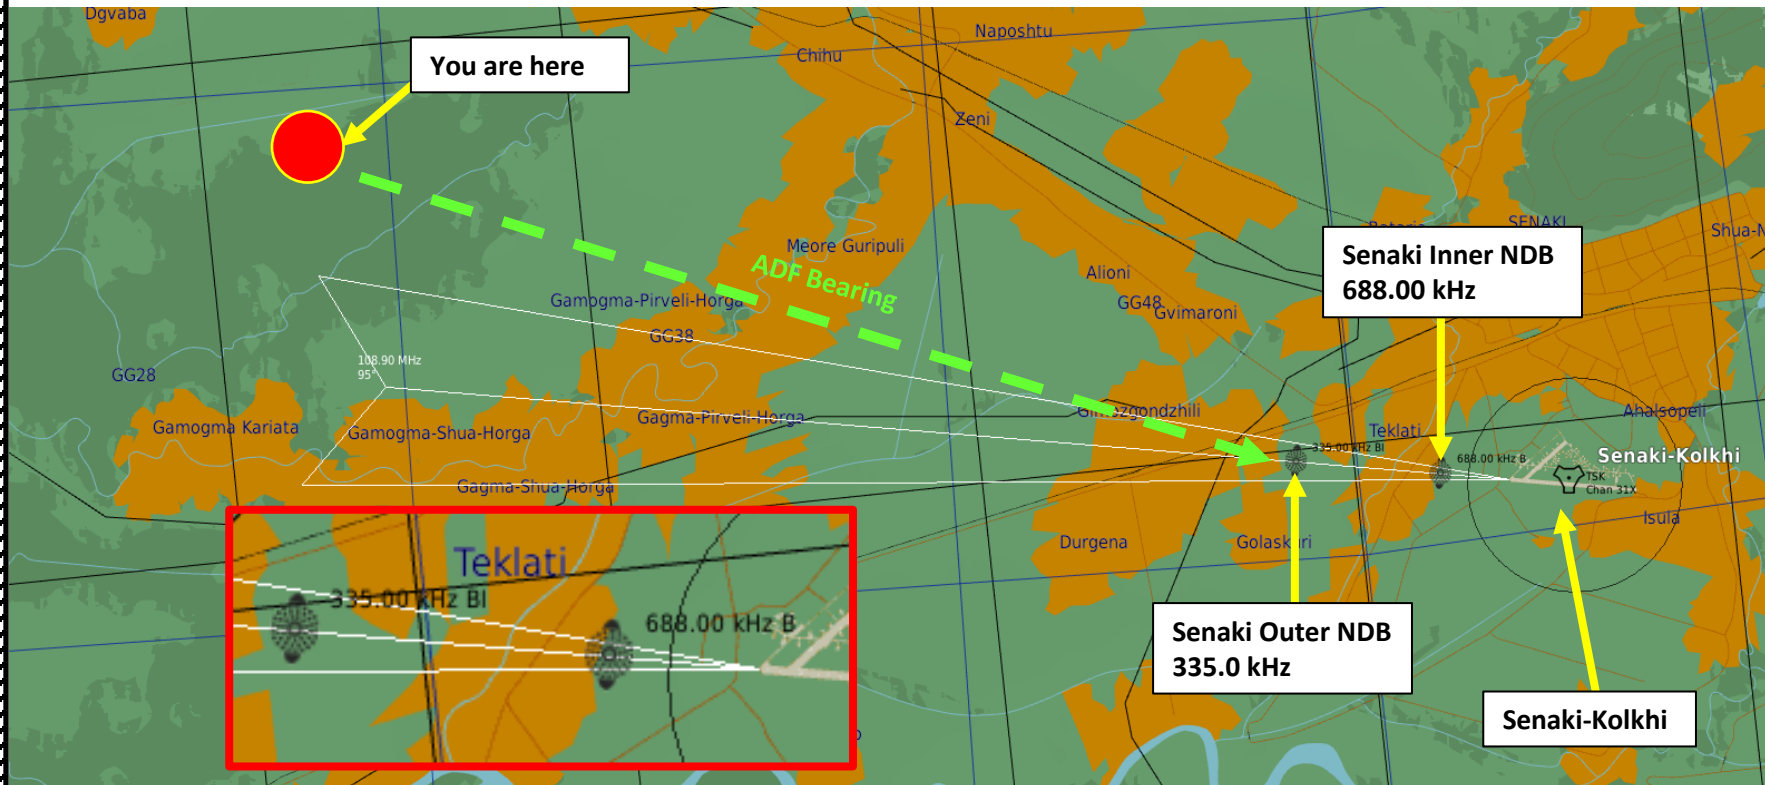 Dgvaba
You are here
Chihu
Naposhtu
Zeni
Meore Guripuli
ADF Bearing
Alioni
GG48
Gvimaroni
SENAKI
Senaki Inner NDB
688.00 kHz
Gamogma-Pirveli-Horga
GG38
108.90 MHz
95°
GG28
Gamogma Kariata
Gamogma-Shua-Horga
Gagma-Pirveli-Horga
Gagma-Shua-Horga
Teklati
Ahalsopeli
335.00 kHz BI
688.00 kHz B
Senaki-Kolkhi
TSK
Chan 31X
Isula
Durgena
Golaskuri
Senaki Outer NDB
335.0 kHz
Senaki-Kolkhi
Teklati
335.00 kHz BI
688.00 kHz B